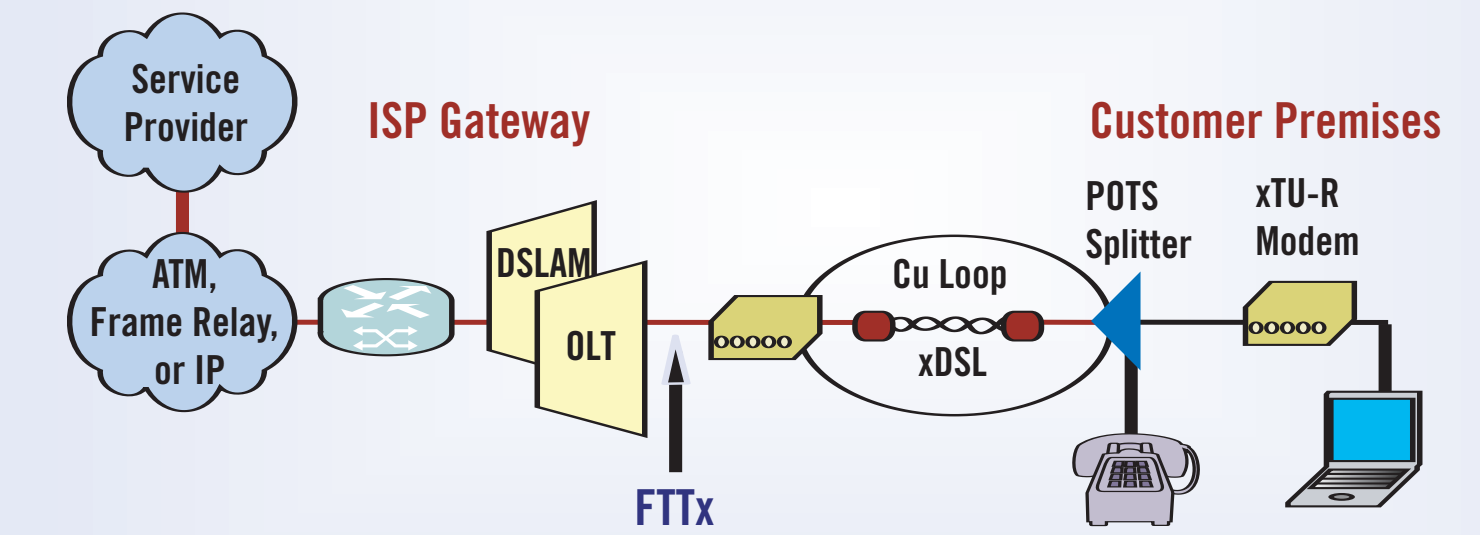 Service
Provider
ISP Gateway
Customer Premises
POTS
Splitter
xTU-R
Modem
ATM,
Frame Relay,
or IP
DSLAM
OLT
Cu Loop
xDSL
FTTx